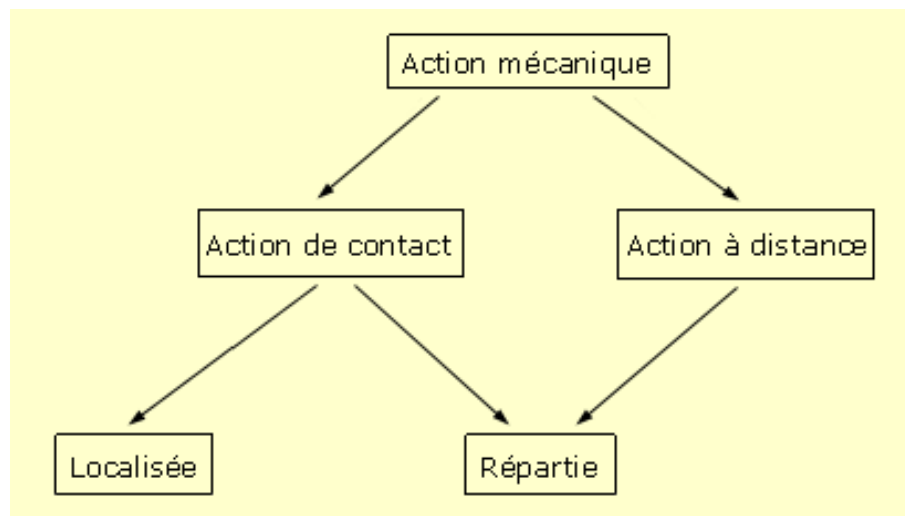 Action mécanique
Action de contact
Action à distance
Localisée
Répartie